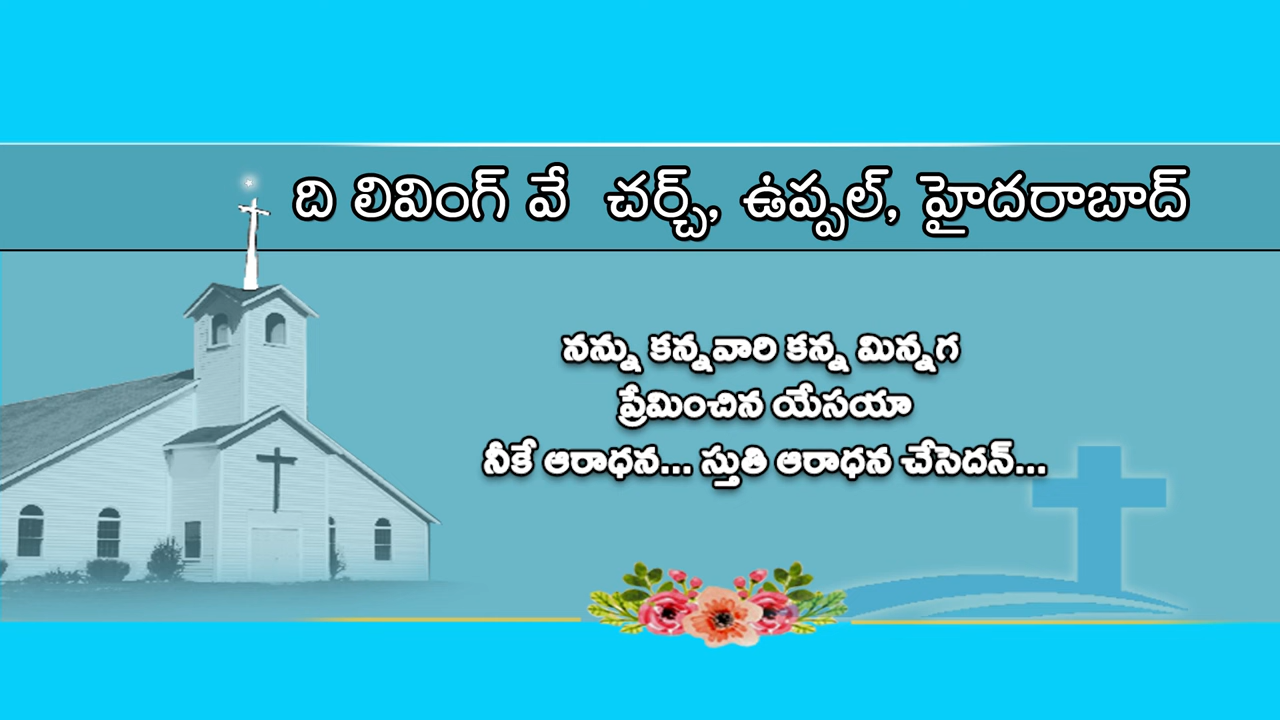 ది లివింగ్ వే చర్చ్, ఉప్పల్, హైదరాబాద్
నన్ను కన్నవారి కన్న మిన్నగ
ప్రేమించిన యేసయా
నీకే ఆరాధన... స్తుతి ఆరాధన చేసెదన్...